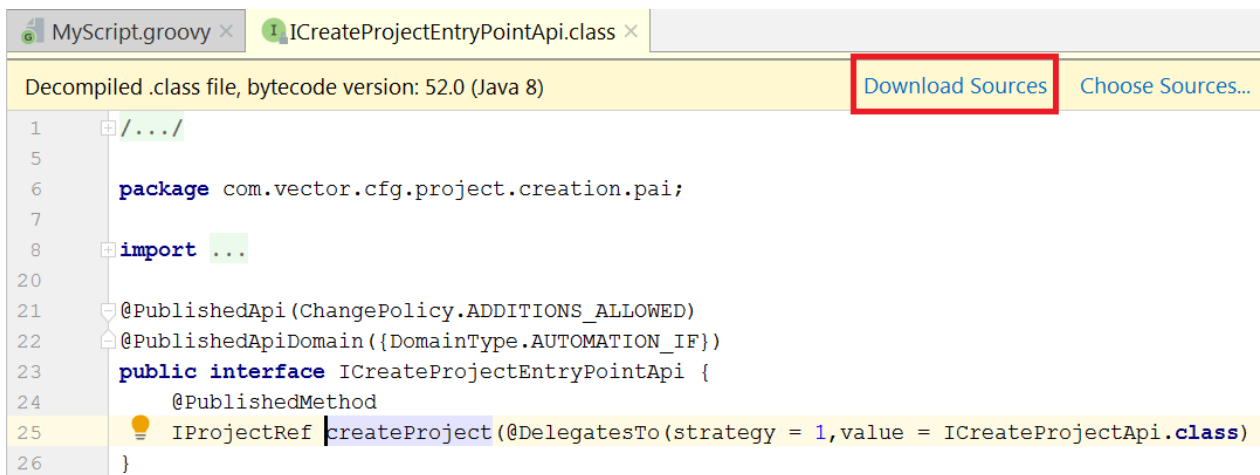 MyScript.groovy ICreateProjectEntryPointApi.class
Decompiled .class file, bytecode version: 52.0 (Java 8) Download Sources Choose Sources...
1 /.../
5
6 package com.vector.cfg.project.creation.pai;
7
8 import ...
20
21 @PublishedApi(ChangePolicy.ADDITIONS_ALLOWED)
22 @PublishedApiDomain({DomainType.AUTOMATION_IF})
23 public interface ICreateProjectEntryPointApi {
24 @PublishedMethod
25 IProjectRef createProject(@DelegatesTo(strategy = 1,value = ICreateProjectApi.class)
26 }